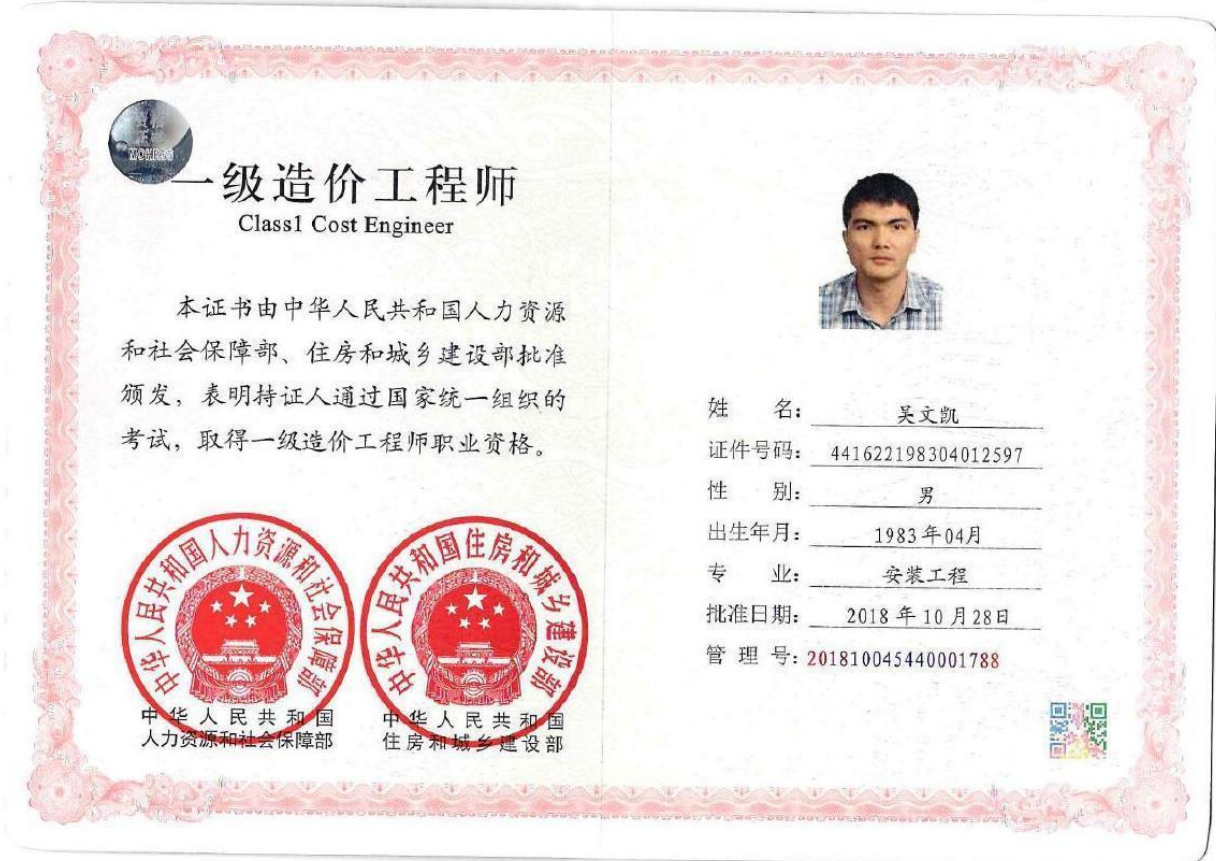 MOHRSS
一级造价工程师
Class1 Cost Engineer
本证书由中华人民共和国人力资源
和社会保障部、住房和城乡建设部批准
颁发，表明持证人通过国家统一组织的
考试，取得一级造价工程师职业资格。
中华人民共和国人力资源和社会保障部
中华人民共和国住房和城乡建设部
中华人民共和国
人力资源和社会保障部
中华人民共和国
住房和城乡建设部
姓名：吴文凯
证件号码：441622198304012597
性别：男
出生年月：1983年04月
专业：安装工程
批准日期：2018年10月28日
管理号：201810045440001788